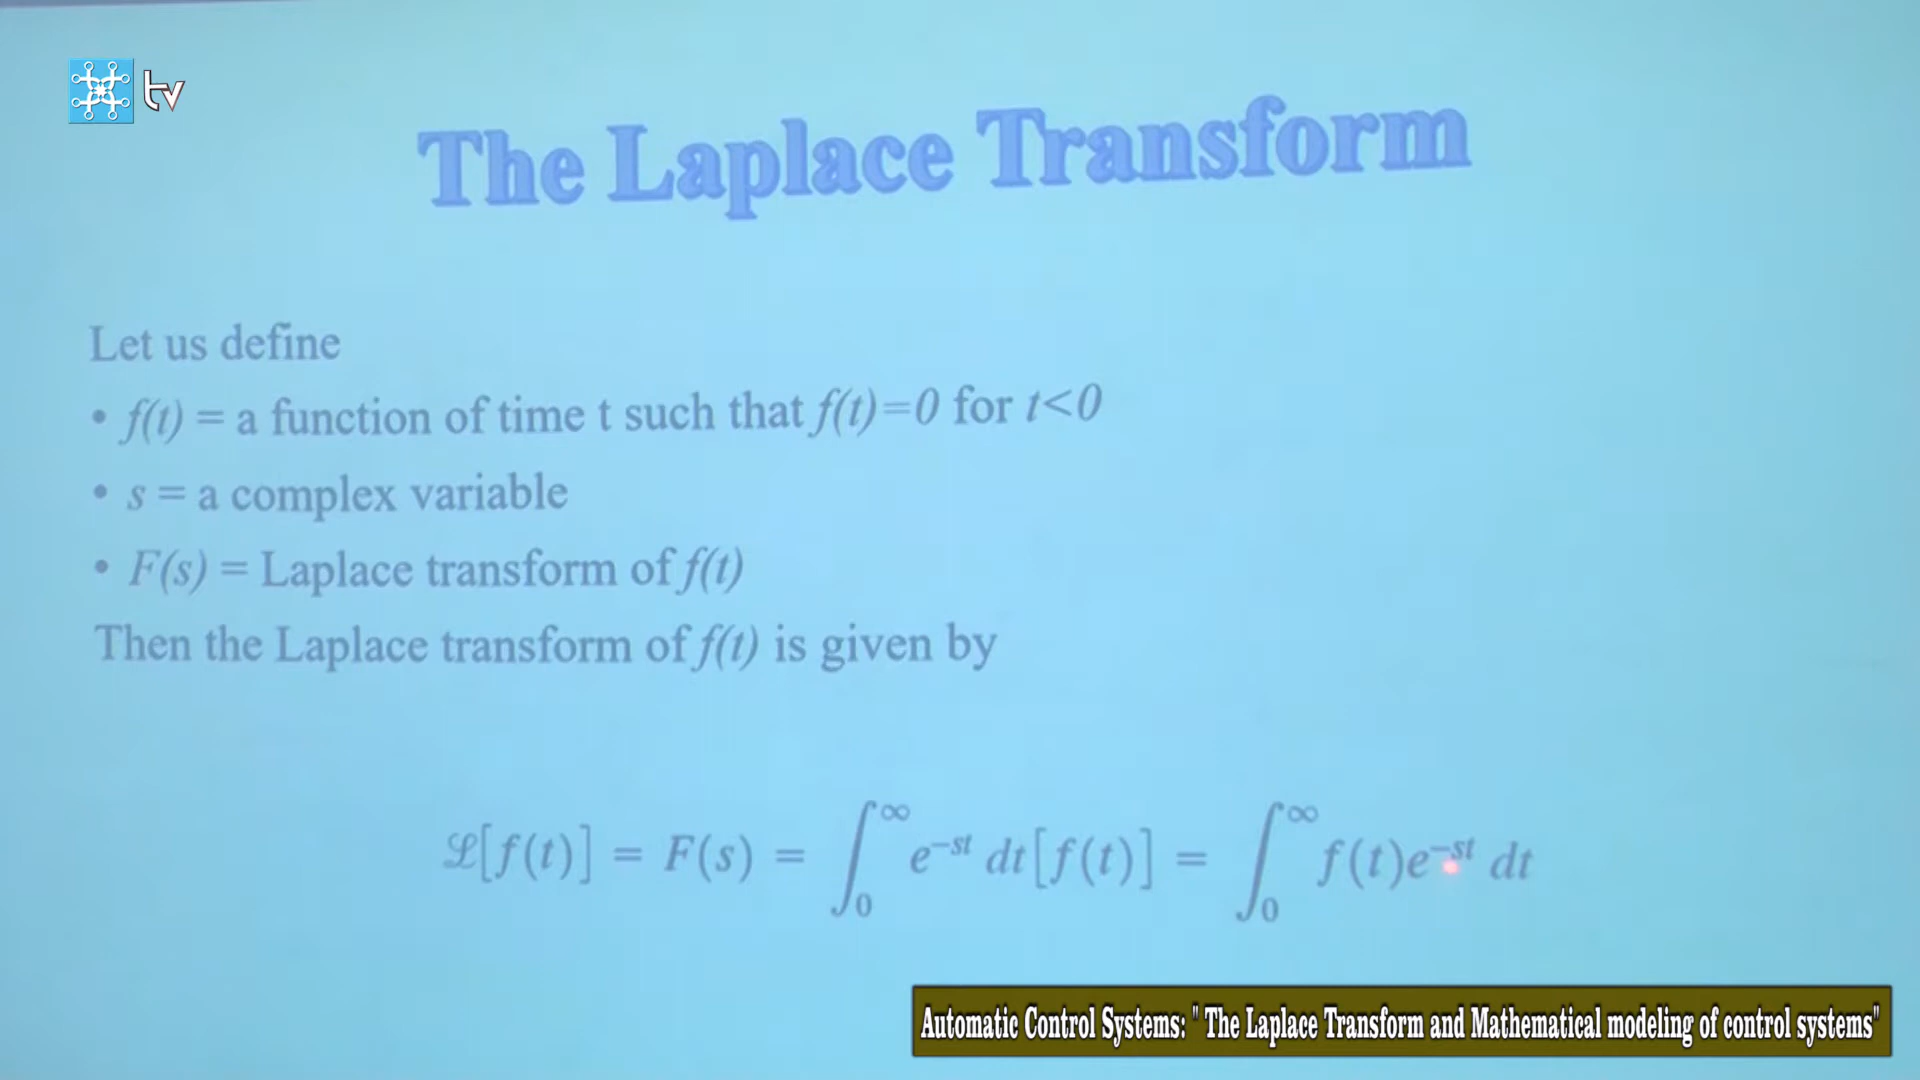 tv
The Laplace Transform
Let us define
• f(t) = a function of time t such that f(t)=0 for t<0
• s = a complex variable
• F(s) = Laplace transform of f(t)
Then the Laplace transform of f(t) is given by
ℒ[f(t)] = F(s) = ∫₀^∞ e^{-st} dt[f(t)] = ∫₀^∞ f(t)e^{-st} dt
Automatic Control Systems: " The Laplace Transform and Mathematical modeling of control systems"